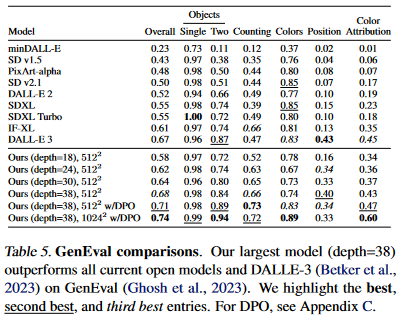 Objects Color
Model Overall Single Two Counting Colors Position Attribution
minDALL-E 0.23 0.73 0.11 0.12 0.37 0.02 0.01
SD v1.5 0.43 0.97 0.38 0.35 0.76 0.04 0.06
PixArt-alpha 0.48 0.98 0.50 0.44 0.80 0.08 0.07
SD v2.1 0.50 0.98 0.51 0.44 0.85 0.07 0.17
DALL-E 2 0.52 0.94 0.66 0.49 0.77 0.10 0.19
SDXL 0.55 0.98 0.74 0.39 0.85 0.15 0.23
SDXL Turbo 0.55 1.00 0.72 0.49 0.80 0.10 0.18
IF-XL 0.61 0.97 0.74 0.66 0.81 0.13 0.35
DALL-E 3 0.67 0.96 0.87 0.47 0.83 0.43 0.45
Ours (depth=18), 512² 0.58 0.97 0.72 0.52 0.78 0.16 0.34
Ours (depth=24), 512² 0.62 0.98 0.74 0.63 0.67 0.34 0.36
Ours (depth=30), 512² 0.64 0.96 0.80 0.65 0.73 0.33 0.37
Ours (depth=38), 512² 0.68 0.98 0.84 0.66 0.74 0.40 0.43
Ours (depth=38), 512² w/DPO 0.71 0.98 0.89 0.73 0.83 0.34 0.47
Ours (depth=38), 1024² w/DPO 0.74 0.99 0.94 0.72 0.89 0.33 0.60
Table 5. GenEval comparisons. Our largest model (depth=38)
outperforms all current open models and DALLE-3 (Betker et al.,
2023) on GenEval (Ghosh et al., 2023). We highlight the best,
second best, and third best entries. For DPO, see Appendix C.